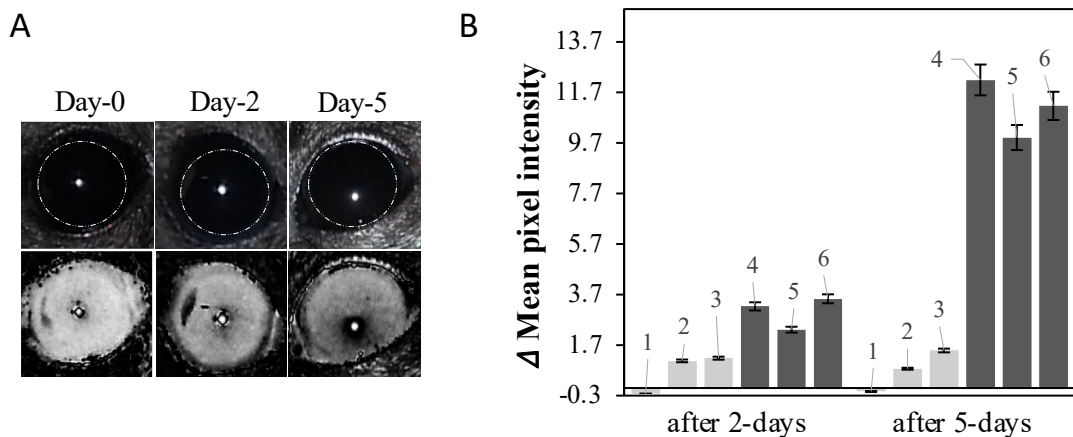 A
Day-0 Day-2 Day-5
B
Δ Mean pixel intensity
13.7
11.7
9.7
7.7
5.7
3.7
1.7
-0.3
1 2 3 4 5 6
1 2 3 4 5 6
after 2-days after 5-days